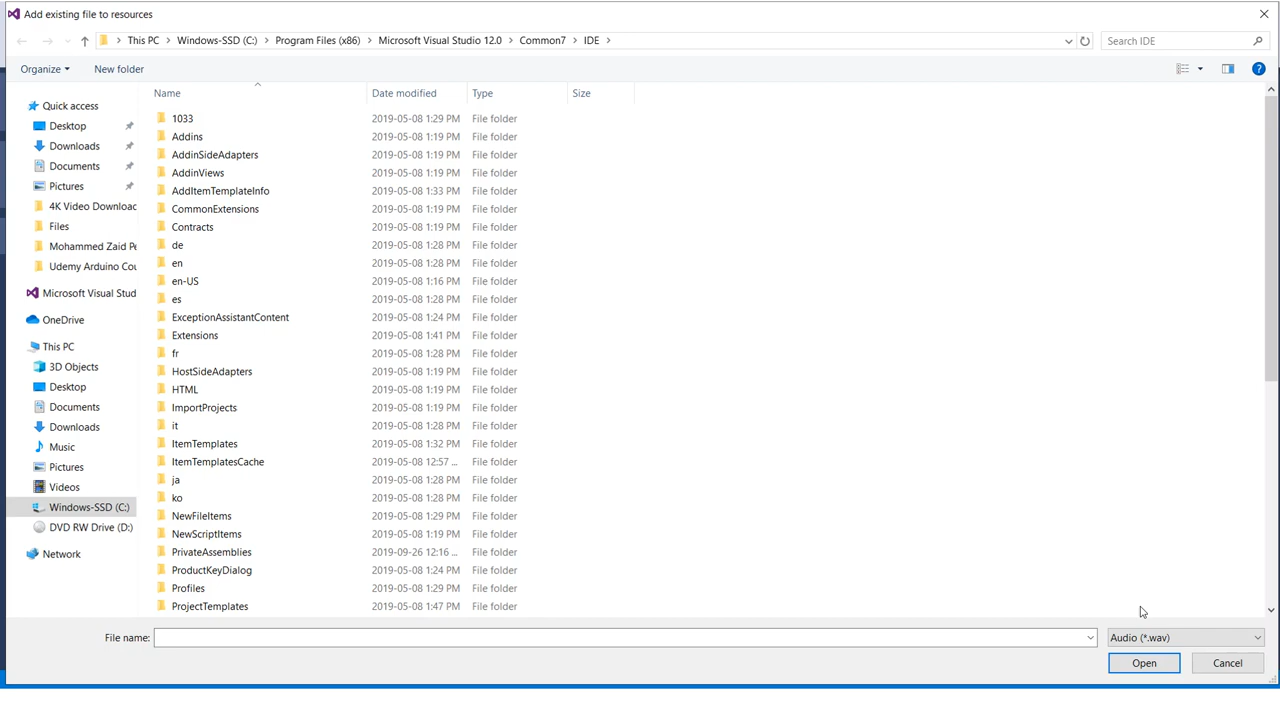 Add existing file to resources
This PC > Windows-SSD (C:) > Program Files (x86) > Microsoft Visual Studio 12.0 > Common7 > IDE >
Search IDE
Organize
New folder
Name Date modified Type Size
Quick access
Desktop
Downloads
Documents
Pictures
4K Video Downloac
Files
Mohammed Zaid Pe
Udemy Arduino Cou
Microsoft Visual Stud
OneDrive
This PC
3D Objects
Desktop
Documents
Downloads
Music
Pictures
Videos
Windows-SSD (C:)
DVD RW Drive (D:)
Network
1033 2019-05-08 1:29 PM File folder
Addins 2019-05-08 1:19 PM File folder
AddinSideAdapters 2019-05-08 1:19 PM File folder
AddinViews 2019-05-08 1:19 PM File folder
AddItemTemplateInfo 2019-05-08 1:33 PM File folder
CommonExtensions 2019-05-08 1:19 PM File folder
Contracts 2019-05-08 1:19 PM File folder
de 2019-05-08 1:28 PM File folder
en 2019-05-08 1:28 PM File folder
en-US 2019-05-08 1:16 PM File folder
es 2019-05-08 1:28 PM File folder
ExceptionAssistantContent 2019-05-08 1:24 PM File folder
Extensions 2019-05-08 1:41 PM File folder
fr 2019-05-08 1:28 PM File folder
HostSideAdapters 2019-05-08 1:19 PM File folder
HTML 2019-05-08 1:19 PM File folder
ImportProjects 2019-05-08 1:19 PM File folder
it 2019-05-08 1:28 PM File folder
ItemTemplates 2019-05-08 1:32 PM File folder
ItemTemplatesCache 2019-05-08 12:57 ... File folder
ja 2019-05-08 1:28 PM File folder
ko 2019-05-08 1:28 PM File folder
NewFileItems 2019-05-08 1:29 PM File folder
NewScriptItems 2019-05-08 1:19 PM File folder
PrivateAssemblies 2019-09-26 12:16 ... File folder
ProductKeyDialog 2019-05-08 1:24 PM File folder
Profiles 2019-05-08 1:29 PM File folder
ProjectTemplates 2019-05-08 1:47 PM File folder
File name:
Audio (*.wav)
Open
Cancel